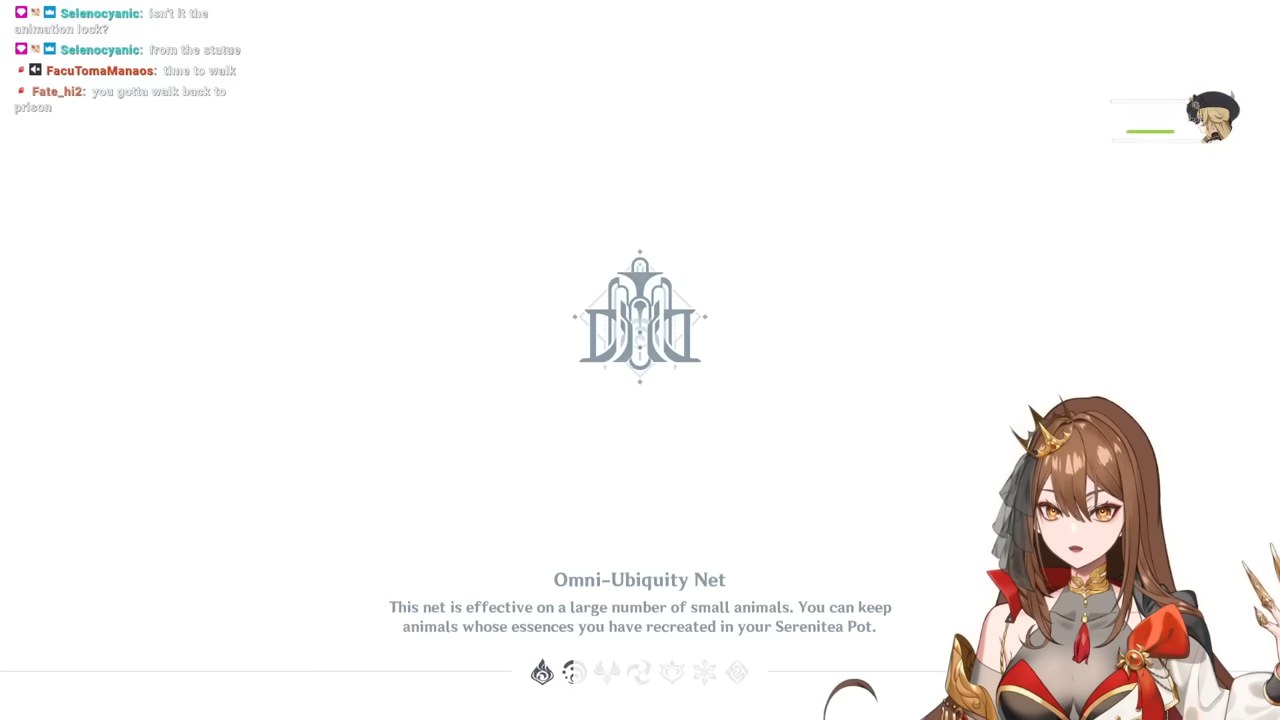 Selenocyanic: isn't it the
animation lock?
Selenocyanic: from the statue
FacuTomaManaos: time to walk
Fate_hi2: you gotta walk back to
prison
Omni-Ubiquity Net
This net is effective on a large number of small animals. You can keep
animals whose essences you have recreated in your Serenitea Pot.